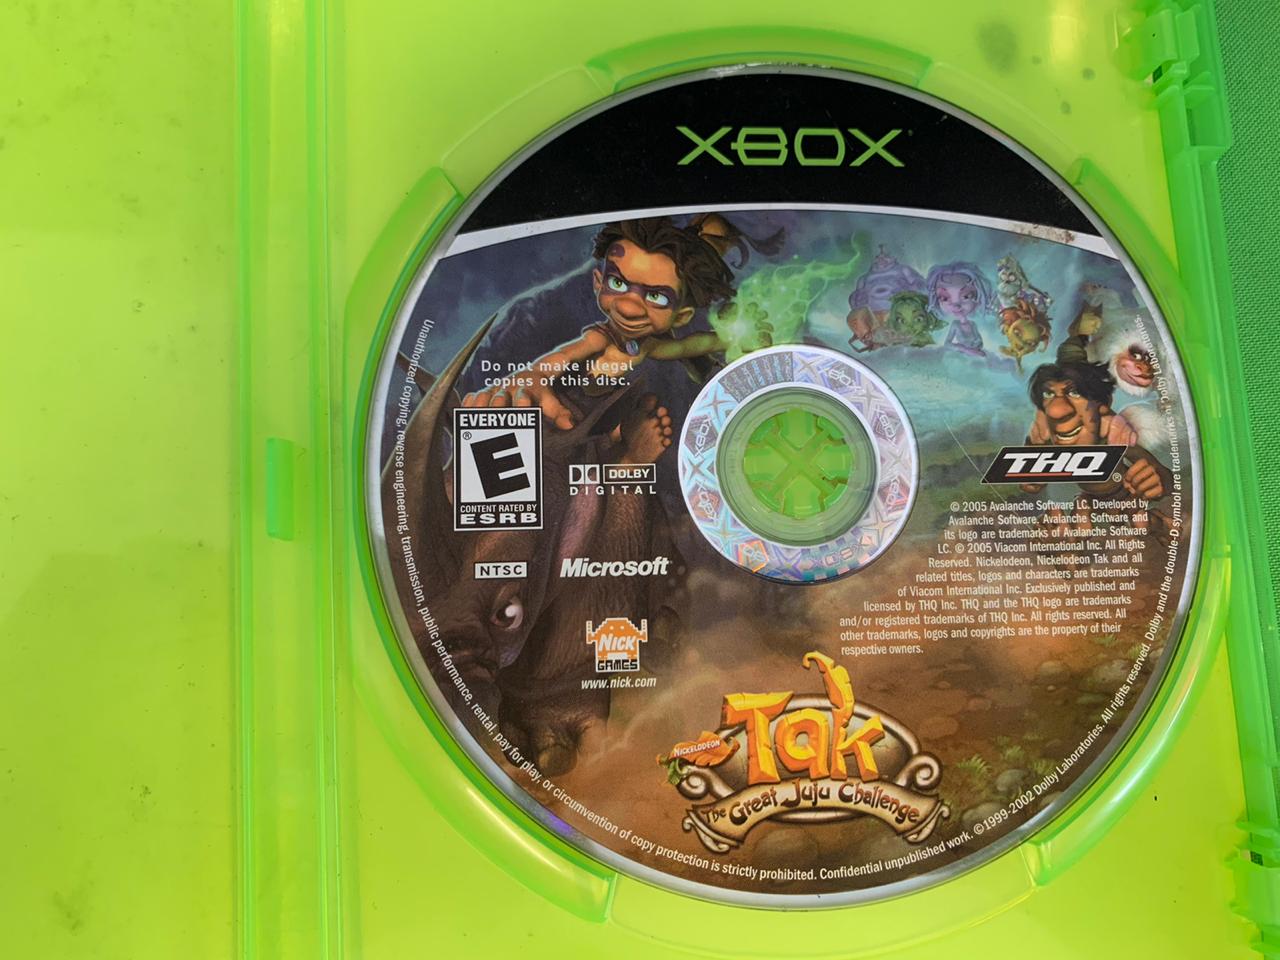 XBOX
Do not make illegal
copies of this disc.
EVERYONE
E
®
CONTENT RATED BY
ESRB
DOLBY
DIGITAL
THQ®
NTSC
Microsoft®
NICK
GAMES
www.nick.com
© 2005 Avalanche Software LC. Developed by
Avalanche Software. Avalanche Software and
its logo are trademarks of Avalanche Software
LC. © 2005 Viacom International Inc. All Rights
Reserved. Nickelodeon, Nickelodeon Tak and all
related titles, logos and characters are trademarks
of Viacom International Inc. Exclusively published and
licensed by THQ Inc. THQ and the THQ logo are trademarks
and/or registered trademarks of THQ Inc. All rights reserved. All
other trademarks, logos and copyrights are the property of their
respective owners.
NICKELODEON
Tak
The Great Juju Challenge
Unauthorized copying, reverse engineering, transmission, public performance, rental, pay for play, or circumvention of copy protection is strictly prohibited. Confidential unpublished work. ©1999-2002 Dolby Laboratories. All rights reserved. Dolby and the double-D symbol are trademarks of Dolby Laboratories.